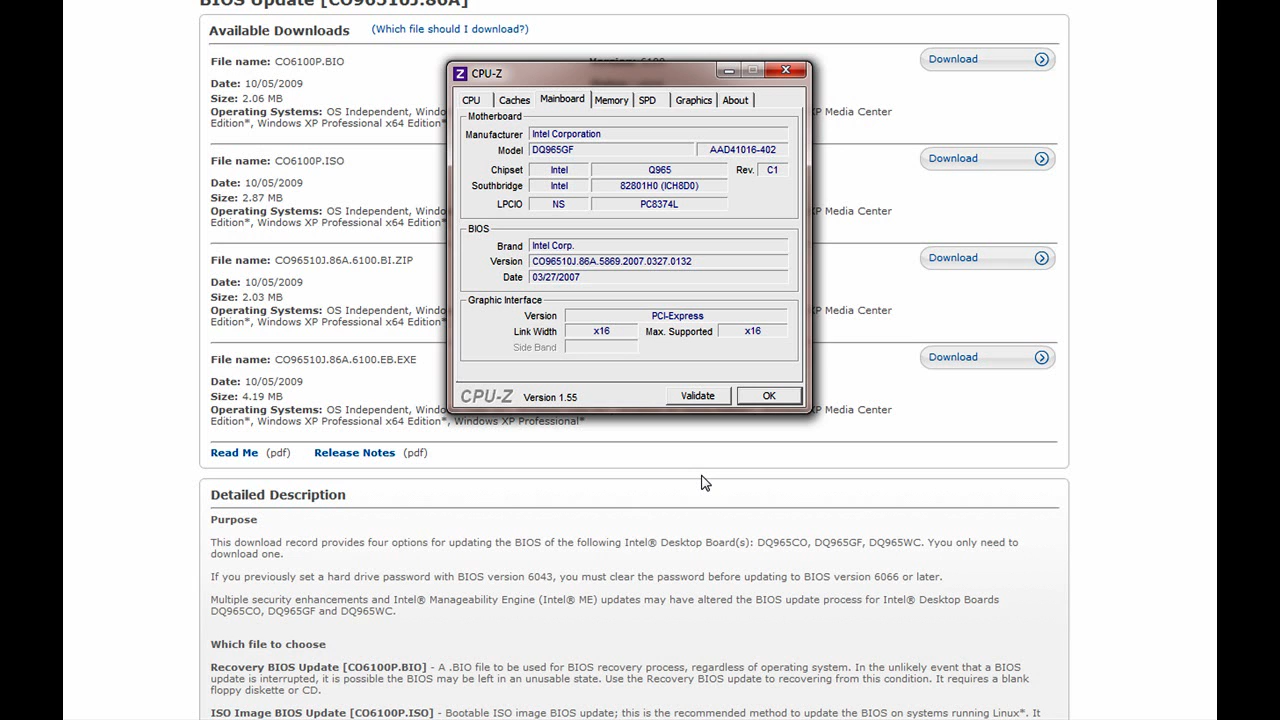 BIOS Update [CO96510J.86A]
Available Downloads (Which file should I download?)
File name: CO6100P.BIO
Download
Date: 10/05/2009
Size: 2.06 MB
Operating Systems: OS Independent, Windo
XP Media Center
Edition*, Windows XP Professional x64 Edition*
File name: CO6100P.ISO
Download
Date: 10/05/2009
Size: 2.87 MB
Operating Systems: OS Independent, Windo
XP Media Center
Edition*, Windows XP Professional x64 Edition*
File name: CO96510J.86A.6100.BI.ZIP
Download
Date: 10/05/2009
Size: 2.03 MB
Operating Systems: OS Independent, Windo
XP Media Center
Edition*, Windows XP Professional x64 Edition*
File name: CO96510J.86A.6100.EB.EXE
Download
Date: 10/05/2009
Size: 4.19 MB
Operating Systems: OS Independent, Windo
XP Media Center
Edition*, Windows XP Professional x64 Edition*, Windows XP Professional*
Read Me (pdf) Release Notes (pdf)
Z CPU-Z
CPU Caches Mainboard Memory SPD Graphics About
Motherboard
Manufacturer Intel Corporation
Model DQ965GF AAD41016-402
Chipset Intel Q965 Rev. C1
Southbridge Intel 82801HO (ICH8DO)
LPCIO NS PC8374L
BIOS
Brand Intel Corp.
Version CO96510J.86A.5869.2007.0327.0132
Date 03/27/2007
Graphic Interface
Version PCI-Express
Link Width x16 Max. Supported x16
Side Band
CPU-Z Version 1.55 Validate OK
Detailed Description
Purpose
This download record provides four options for updating the BIOS of the following Intel® Desktop Board(s): DQ965CO, DQ965GF, DQ965WC. Yyou only need to
download one.
If you previously set a hard drive password with BIOS version 6043, you must clear the password before updating to BIOS version 6066 or later.
Multiple security enhancements and Intel® Manageability Engine (Intel® ME) updates may have altered the BIOS update process for Intel® Desktop Boards
DQ965CO, DQ965GF and DQ965WC.
Which file to choose
Recovery BIOS Update [CO6100P.BIO] - A .BIO file to be used for BIOS recovery process, regardless of operating system. In the unlikely event that a BIOS
update is interrupted, it is possible the BIOS may be left in an unusable state. Use the Recovery BIOS update to recovering from this condition. It requires a blank
floppy diskette or CD.
ISO Image BIOS Update [CO6100P.ISO] - Bootable ISO image BIOS update; this is the recommended method to update the BIOS on systems running Linux*. It